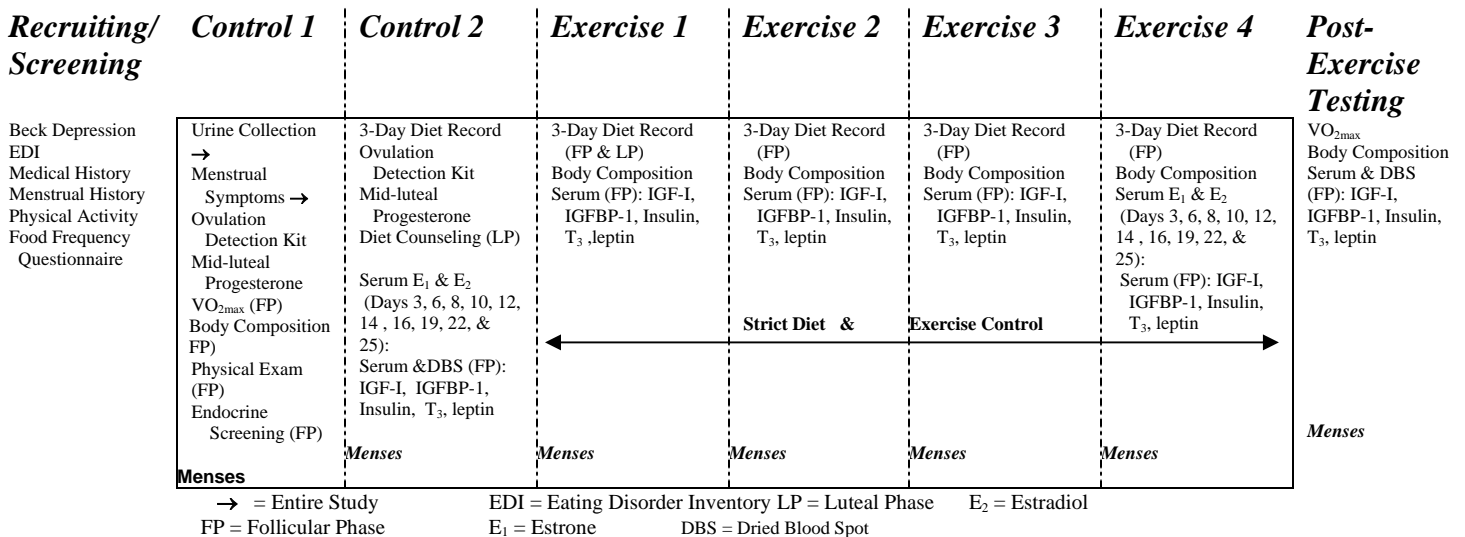 Recruiting/
Screening
Beck Depression
EDI
Medical History
Menstrual History
Physical Activity
Food Frequency
Questionnaire
Control 1
Urine Collection
→
Menstrual
Symptoms →
Ovulation
Detection Kit
Mid-luteal
Progesterone
VO2max (FP)
Body Composition
FP)
Physical Exam
(FP)
Endocrine
Screening (FP)
Menses
Control 2
3-Day Diet Record
Ovulation
Detection Kit
Mid-luteal
Progesterone
Diet Counseling (LP)
Serum E1 & E2
(Days 3, 6, 8, 10, 12,
14 , 16, 19, 22, &
25):
Serum &DBS (FP):
IGF-I, IGFBP-1,
Insulin, T3, leptin
Menses
Exercise 1
3-Day Diet Record
(FP & LP)
Body Composition
Serum (FP): IGF-I,
IGFBP-1, Insulin,
T3 ,leptin
Menses
Exercise 2
3-Day Diet Record
(FP)
Body Composition
Serum (FP): IGF-I,
IGFBP-1, Insulin,
T3, leptin
Strict Diet & Exercise Control
Menses
Exercise 3
3-Day Diet Record
(FP)
Body Composition
Serum (FP): IGF-I,
IGFBP-1, Insulin,
T3, leptin
Menses
Exercise 4
3-Day Diet Record
(FP)
Body Composition
Serum E1 & E2
(Days 3, 6, 8, 10, 12,
14 , 16, 19, 22, &
25):
Serum (FP): IGF-I,
IGFBP-1, Insulin,
T3, leptin
Menses
Post-
Exercise
Testing
VO2max
Body Composition
Serum & DBS
(FP): IGF-I,
IGFBP-1, Insulin,
T3, leptin
Menses
→ = Entire Study EDI = Eating Disorder Inventory LP = Luteal Phase E2 = Estradiol
FP = Follicular Phase E1 = Estrone DBS = Dried Blood Spot